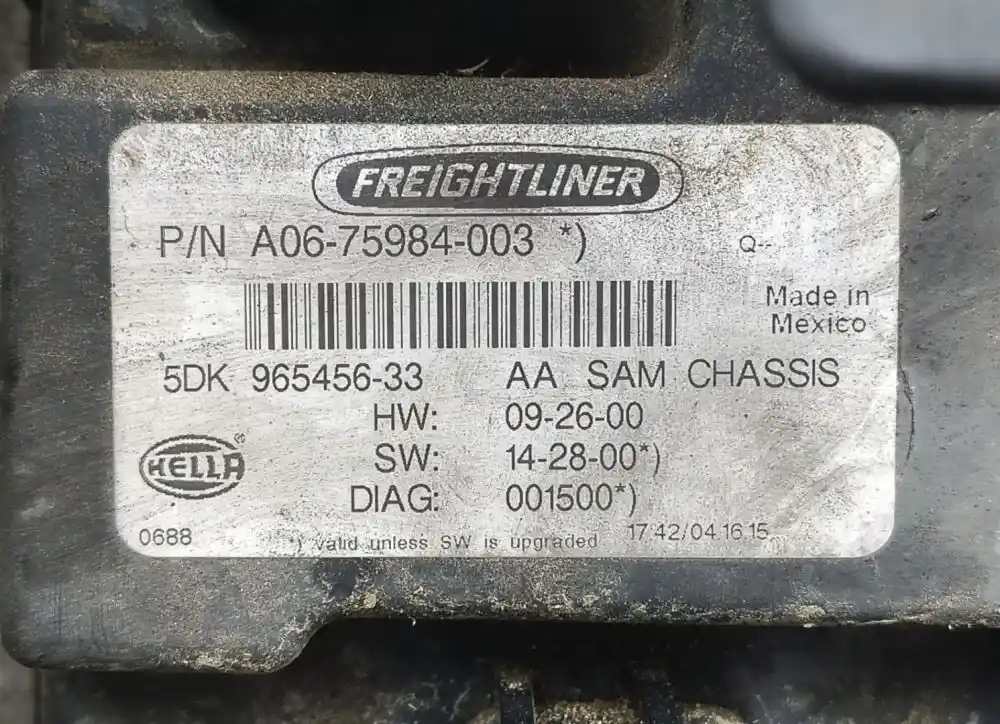 FREIGHTLINER
P/N A06-75984-003 *) Q--
Made in
Mexico
5DK 965456-33 AA SAM CHASSIS
HW: 09-26-00
SW: 14-28-00*)
HELLA®
DIAG: 001500*)
0688 *) valid unless SW is upgraded 17:42/04.16.15